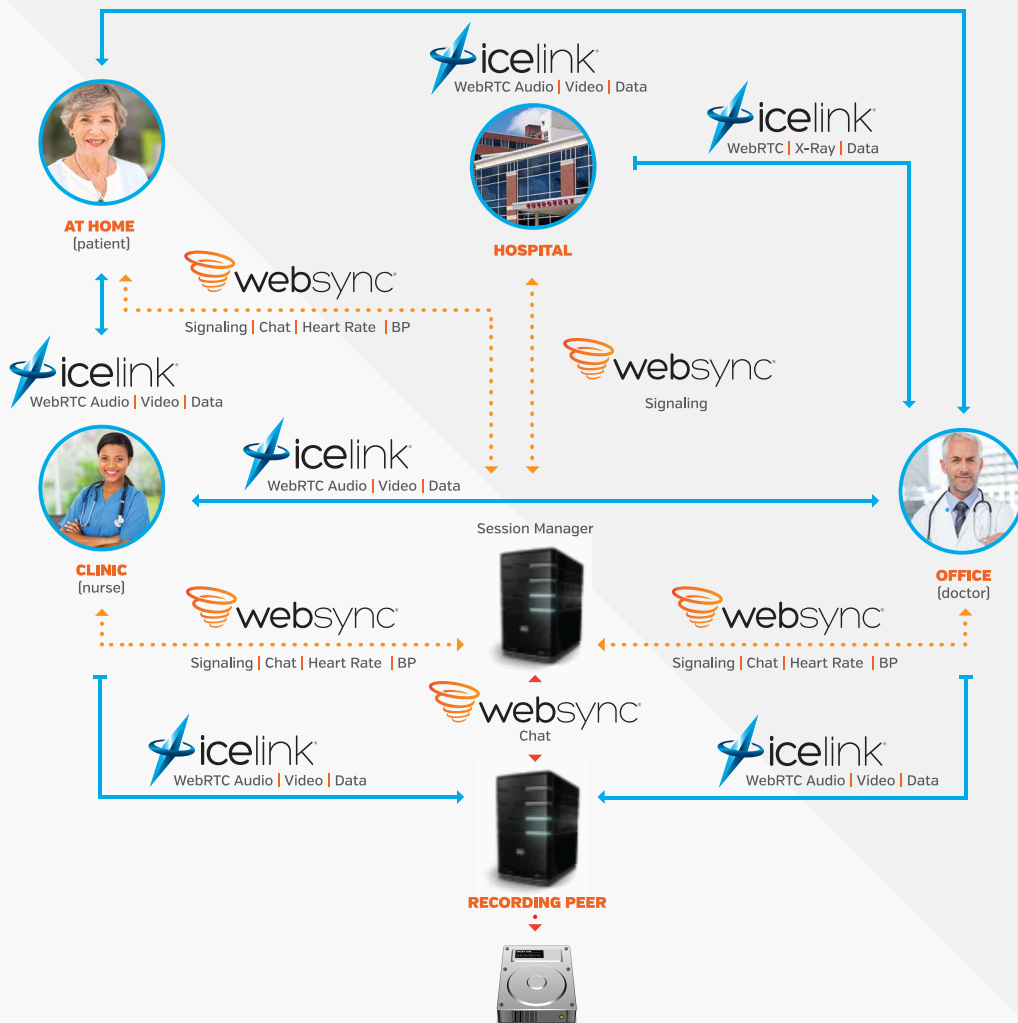 icelink®
WebRTC Audio | Video | Data
icelink®
WebRTC | X-Ray | Data
AT HOME
(patient)
HOSPITAL
websync®
Signaling | Chat | Heart Rate | BP
websync®
Signaling
icelink®
WebRTC Audio | Video | Data
icelink®
WebRTC Audio | Video | Data
Session Manager
CLINIC
(nurse)
OFFICE
(doctor)
websync®
Signaling | Chat | Heart Rate | BP
websync®
Signaling | Chat | Heart Rate | BP
websync®
Chat
icelink®
WebRTC Audio | Video | Data
icelink®
WebRTC Audio | Video | Data
RECORDING PEER